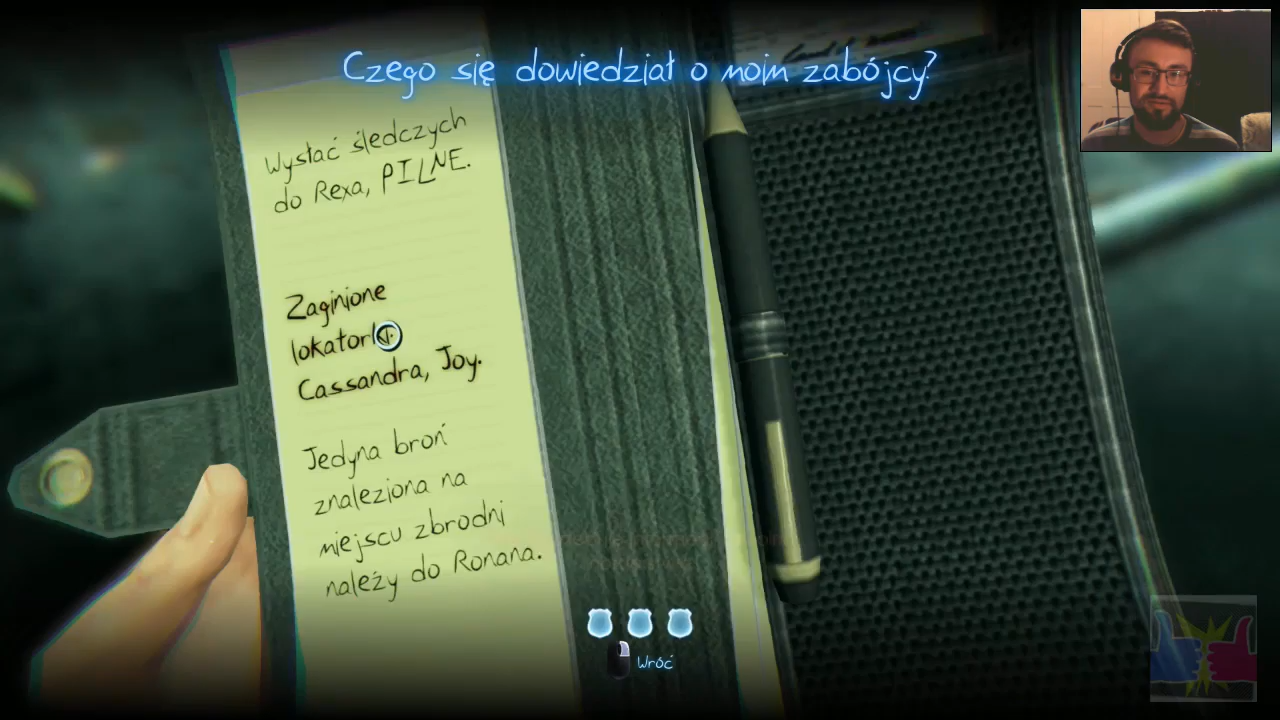 Czego się dowiedział o moim zabójcy?
Wysłać śledczych
do Rexa, PILNE.
Zaginione
Cassandra, Joy.
Jedyna broń
znaleziona na
miejscu zbrodni
należy do Ronana.
Wróć